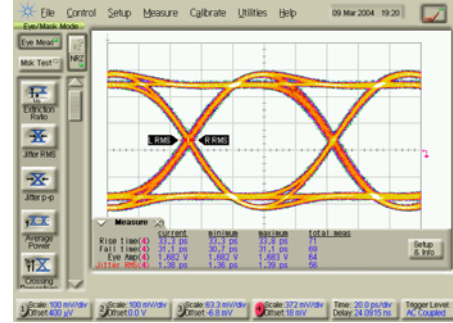 File Control Setup Measure Calibrate Utilities Help 09 Mar 2004 19:20
Eye/Mask Mode
Eye Meas
NRZ
Msk Test
Extinction Ratio
Jitter RMS
Jitter p-p
Average Power
Crossing
L RMS R RMS
Measure
current minimum maximum total meas
Rise time(4) 33.3 ps 33.3 ps 33.8 ps 71
Fall time(4) 31.1 ps 30.7 ps 31.1 ps 69
Eye Amp(4) 1.682 V 1.682 V 1.683 V 64
Jitter RMS(4) 1.38 ps 1.36 ps 1.39 ps 56
Setup & Info
1 Scale:100 mV/div Offset:400 µV
2 Scale:100 mV/div Offset:0.0 V
3 Scale:63.3 mV/div Offset:-6.8 mV
4 Scale:372 mV/div Offset:18 mV
Time: 20.0 ps/div Delay:24.0915 ns
Trigger Level: AC Coupled